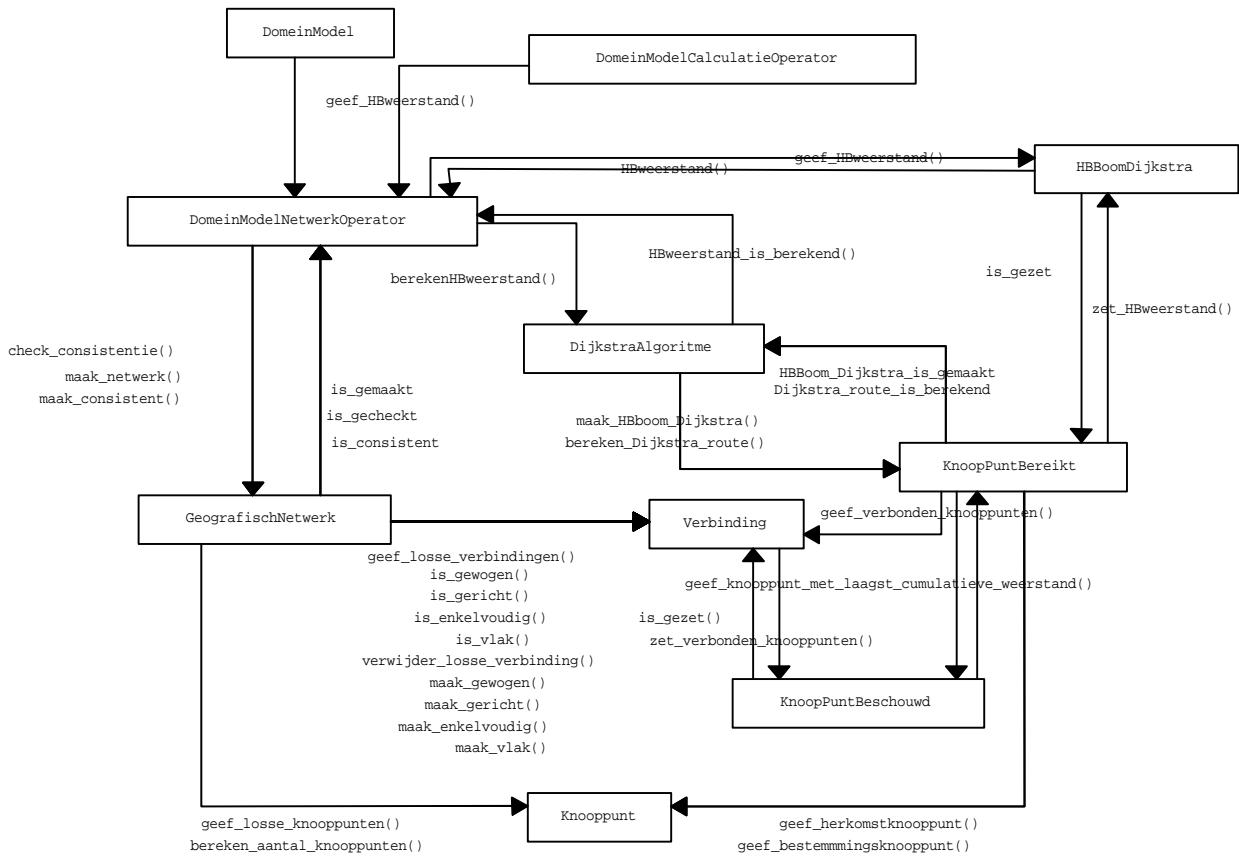 DomeinModel
DomeinModelCalculatieOperator
geef_HBweerstand()
geef_HBweerstand()
HBweerstand()
HBBoomDijkstra
DomeinModelNetwerkOperator
HBweerstand_is_berekend()
is_gezet
berekenHBweerstand()
zet_HBweerstand()
DijkstraAlgoritme
check_consistentie()
maak_netwerk()
maak_consistent()
is_gemaakt
is_gecheckt
is_consistent
HBBoom_Dijkstra_is_gemaakt
Dijkstra_route_is_berekend
maak_HBboom_Dijkstra()
bereken_Dijkstra_route()
KnoopPuntBereikt
GeografischNetwerk
Verbinding
geef_verbonden_knooppunten()
geef_losse_verbindingen()
is_gewogen()
is_gericht()
is_enkelvoudig()
is_vlak()
verwijder_losse_verbinding()
maak_gewogen()
maak_gericht()
maak_enkelvoudig()
maak_vlak()
geef_knooppunt_met_laagst_cumulatieve_weerstand()
is_gezet()
zet_verbonden_knooppunten()
KnoopPuntBeschouwd
Knooppunt
geef_losse_knooppunten()
bereken_aantal_knooppunten()
geef_herkomstknooppunt()
geef_bestemmmingsknooppunt()